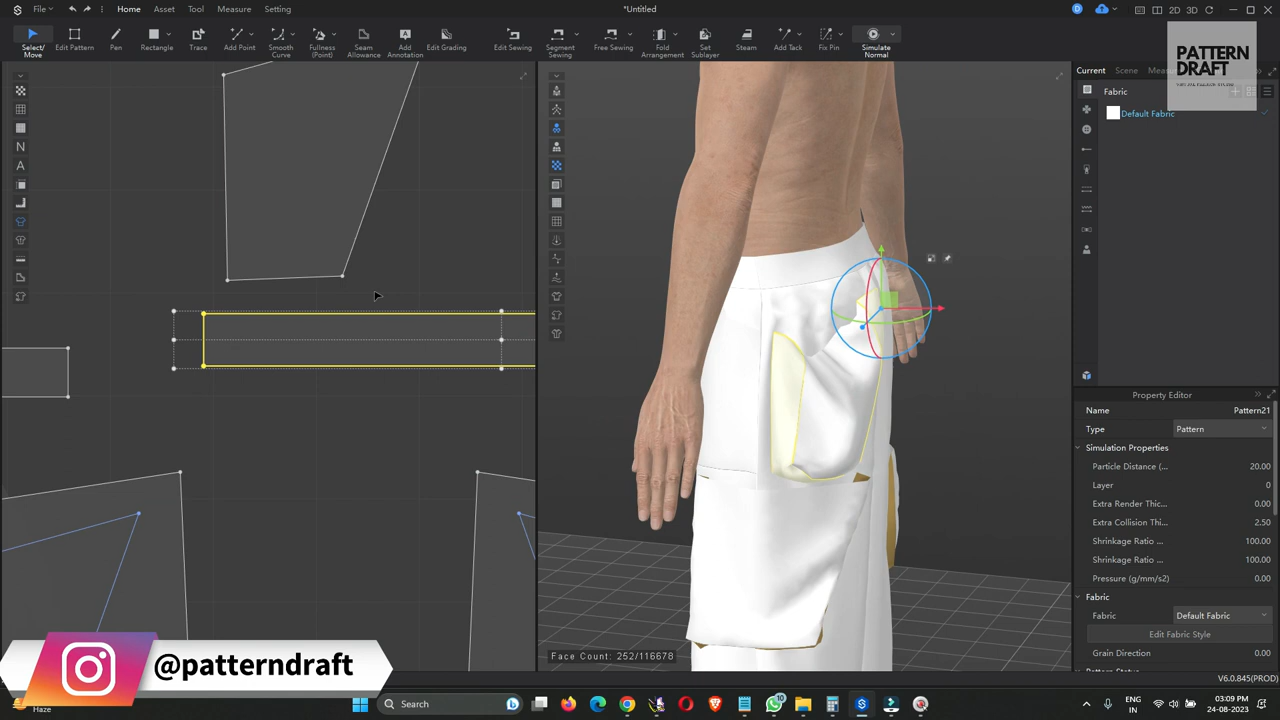 File
Home Asset Tool Measure Setting
*Untitled
2D 3D
Select/
Move
Edit Pattern
Pen
Rectangle
Trace
Add Point
Smooth
Curve
Fullness
(Point)
Seam
Allowance
Add
Annotation
Edit Grading
Edit Sewing
Segment
Sewing
Free Sewing
Fold
Arrangement
Set
Sublayer
Steam
Add Tack
Fix Pin
Simulate
Normal
PATTERN
DRAFT
Current Scene
Fabric
Default Fabric
N
A
Property Editor
Name Pattern21
Type Pattern
Simulation Properties
Particle Distance (... 20.00
Layer 0
Extra Render Thic... 0.00
Extra Collision Thi... 2.50
Shrinkage Ratio ... 100.00
Shrinkage Ratio ... 100.00
Pressure (g/mm/s2) 0.00
Fabric
Fabric Default Fabric
Edit Fabric Style
Grain Direction 0.00
Pattern Status
Face Count: 252/116678
V6.0.845(PROD)
@patterndraft
Haze
Search
10
ENG
IN
03:09 PM
24-08-2023